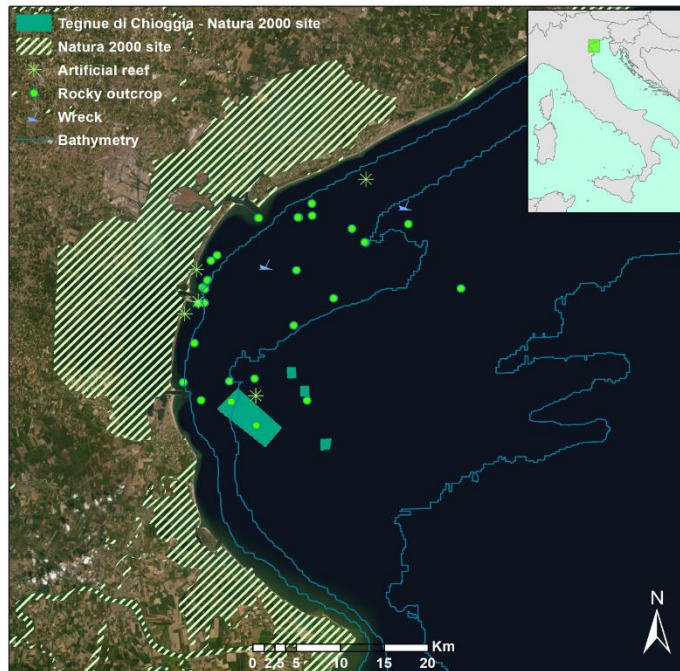 Tegnue di Chioggia - Natura 2000 site
Natura 2000 site
Artificial reef
Rocky outcrop
Wreck
Bathymetry
N
Km
0 2,5 5 10 15 20